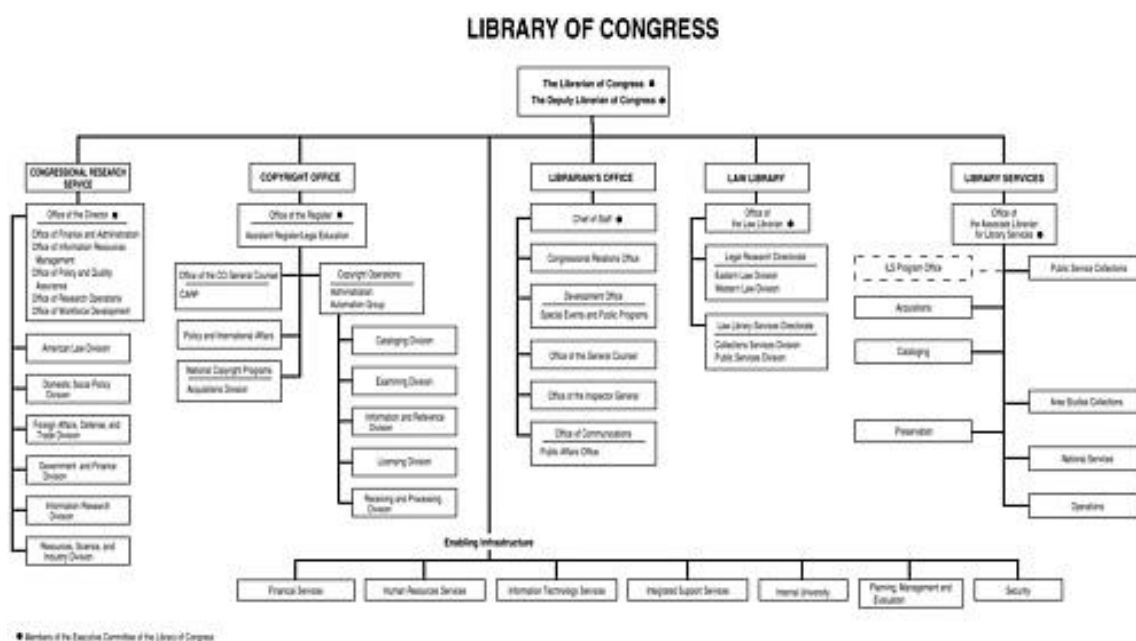 LIBRARY OF CONGRESS
The Librarian of Congress
The Deputy Librarian of Congress
CONGRESSIONAL RESEARCH
SERVICE
COPYRIGHT OFFICE
LIBRARIAN'S OFFICE
LAW LIBRARY
LIBRARY SERVICES
Office of the Director
Office of Finance and Administration
Office of Information Resources
Management
Office of Policy and Quality
Assurance
Office of Research Operations
Office of Workforce Development
American Law Division
Domestic Social Policy
Division
Foreign Affairs, Defense, and
Trade Division
Government and Finance
Division
Information Research
Division
Resources, Science, and
Industry Division
Office of the Register
Assistant Register/Legal Education
Office of the CO General Counsel
CARP
Policy and International Affairs
National Copyright Programs
Acquisitions Division
Copyright Operations
Administration
Automation Group
Cataloging Division
Examining Division
Information and Reference
Division
Licensing Division
Receiving and Processing
Division
Chief of Staff
Congressional Relations Office
Development Office
Special Events and Public Programs
Office of the General Counsel
Office of the Inspector General
Office of Communications
Public Affairs Office
Office of
the Law Librarian
Legal Research Directorate
Eastern Law Division
Western Law Division
Law Library Services Directorate
Collections Services Division
Public Services Division
Office of
the Associate Librarian
for Library Services
ILS Program Office
Public Service Collections
Acquisitions
Cataloging
Area Studies Collections
Preservation
National Services
Operations
Enabling Infrastructure
Financial Services
Human Resources Services
Information Technology Services
Integrated Support Services
Internal University
Planning, Management and
Evaluation
Security
Members of the Executive Committee of the Library of Congress